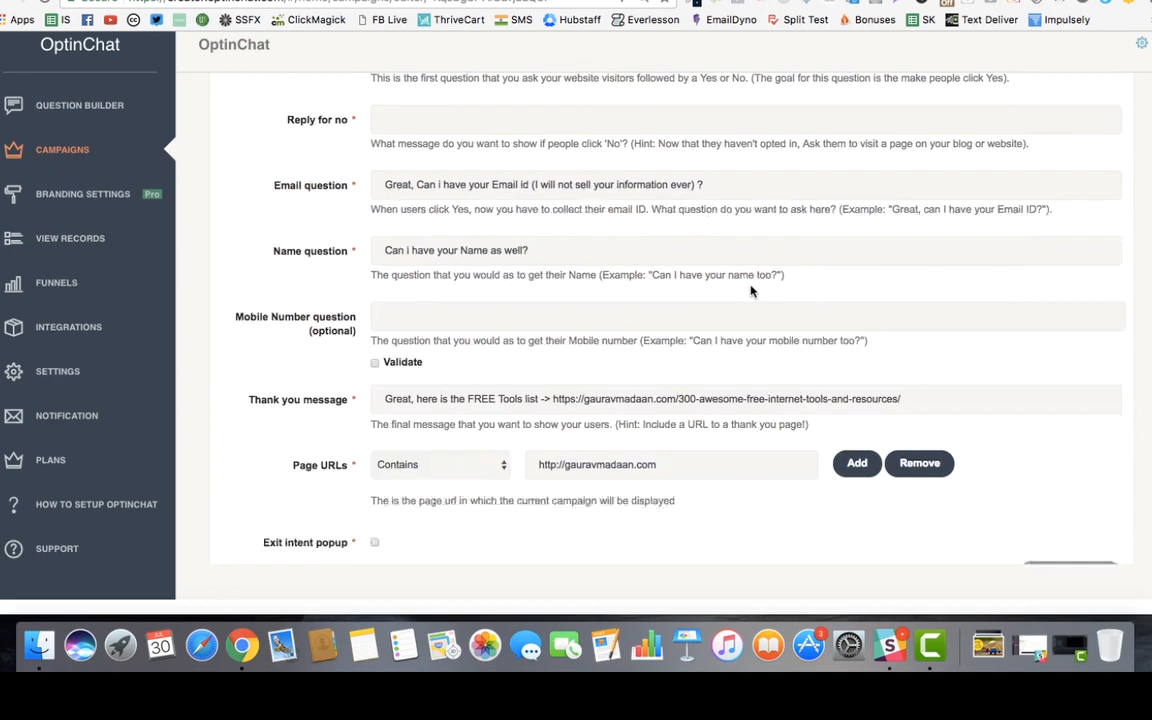 Apps
IS
SSFX
ClickMagick
FB Live
ThriveCart
SMS
Hubstaff
Everlesson
EmailDyno
Split Test
Bonuses
SK
Text Deliver
Impulsely
OptinChat
OptinChat
QUESTION BUILDER
CAMPAIGNS
BRANDING SETTINGS Pro
VIEW RECORDS
FUNNELS
INTEGRATIONS
SETTINGS
NOTIFICATION
PLANS
HOW TO SETUP OPTINCHAT
SUPPORT
This is the first question that you ask your website visitors followed by a Yes or No. (The goal for this question is the make people click Yes).
Reply for no *
What message do you want to show if people click 'No'? (Hint: Now that they haven't opted in, Ask them to visit a page on your blog or website).
Email question * Great, Can i have your Email id (I will not sell your information ever) ?
When users click Yes, now you have to collect their email ID. What question do you want to ask here? (Example: "Great, can I have your Email ID?").
Name question * Can i have your Name as well?
The question that you would as to get their Name (Example: "Can I have your name too?")
Mobile Number question
(optional)
The question that you would as to get their Mobile number (Example: "Can I have your mobile number too?")
Validate
Thank you message * Great, here is the FREE Tools list -> https://gauravmadaan.com/300-awesome-free-internet-tools-and-resources/
The final message that you want to show your users. (Hint: Include a URL to a thank you page!)
Page URLs * Contains http://gauravmadaan.com Add Remove
The is the page url in which the current campaign will be displayed
Exit intent popup *
JUL
30
3